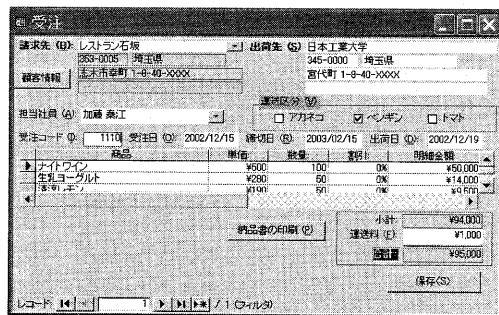 受注
請求先 (B): レストラン石坂 出荷先 (S) 日本工業大学
353-0005 埼玉県 345-0000 埼玉県
顧客情報 志木市幸町 1-8-40-XXXX 宮代町 1-8-40-XXXX
運送区分 (V)
担当社員 (A): 加藤 泰江 アカネコ ペンギン トマト
受注コード (I): 1110 受注日 (O): 2002/12/15 締切日 (R): 2003/02/15 出荷日 (D): 2002/12/19
商品 単価 数量 割引 明細金額
ナイトワイン ¥500 100 0% ¥50,000
生乳ヨーグルト ¥280 50 0% ¥14,000
¥190 50 0% ¥9,500
小計: ¥94,000
納品書の印刷 (P) 運送料 (F): ¥1,000
¥95,000
保存(S)
レコード: 1 / 1 (フィルタ)